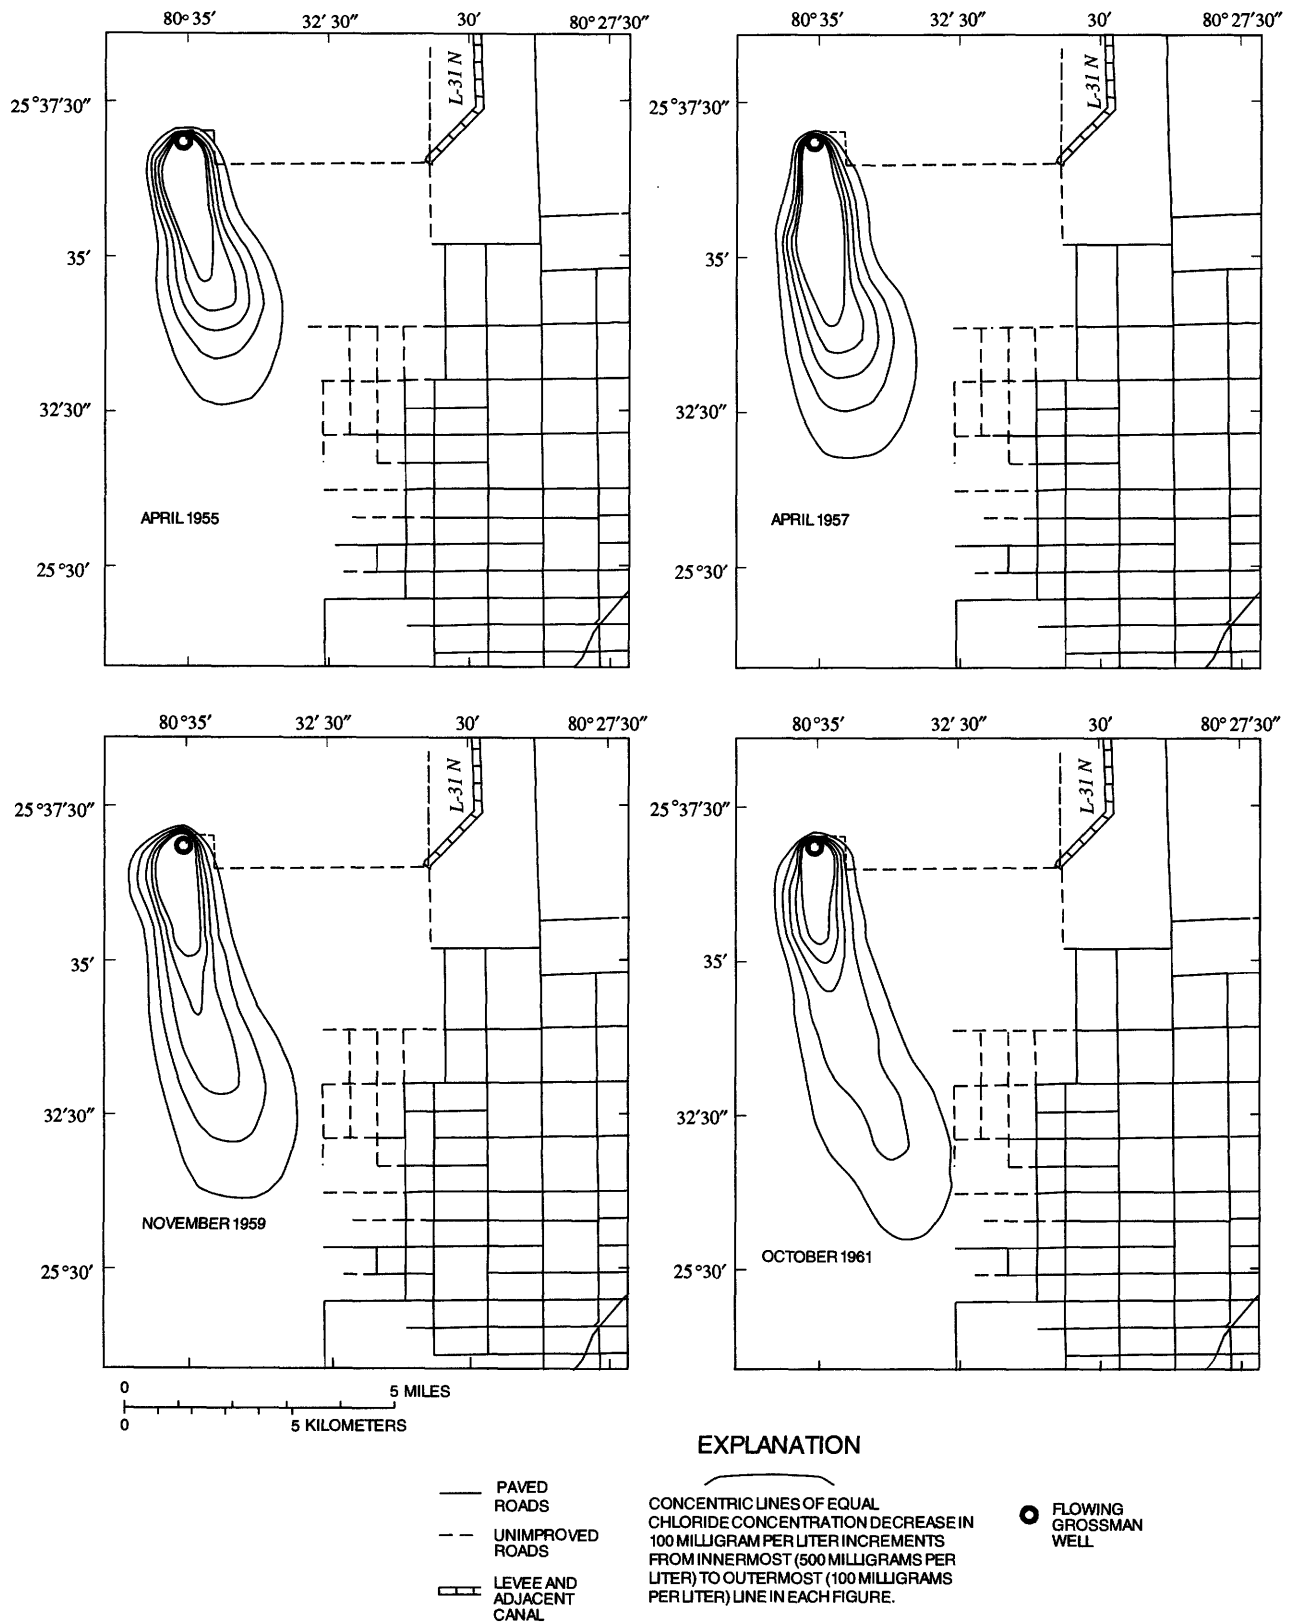 80°35′ 32′ 30″ 30′ 80°27′30″
25°37′30″
L-31 N
35′
32′30″
APRIL 1955
25°30′
80°35′ 32′ 30″ 30′ 80°27′30″
25°37′30″
L-31 N
35′
32′30″
APRIL 1957
25°30′
80°35′ 32′ 30″ 30′ 80°27′30″
25°37′30″
L-31 N
35′
32′30″
NOVEMBER 1959
25°30′
80°35′ 32′ 30″ 30′ 80°27′30″
25°37′30″
L-31 N
35′
32′30″
OCTOBER 1961
25°30′
0 5 MILES
0 5 KILOMETERS
EXPLANATION
PAVED
ROADS
UNIMPROVED
ROADS
LEVEE AND
ADJACENT
CANAL
CONCENTRIC LINES OF EQUAL
CHLORIDE CONCENTRATION DECREASE IN
100 MILLIGRAM PER LITER INCREMENTS
FROM INNERMOST (500 MILLIGRAMS PER
LITER) TO OUTERMOST (100 MILLIGRAMS
PER LITER) LINE IN EACH FIGURE.
FLOWING
GROSSMAN
WELL